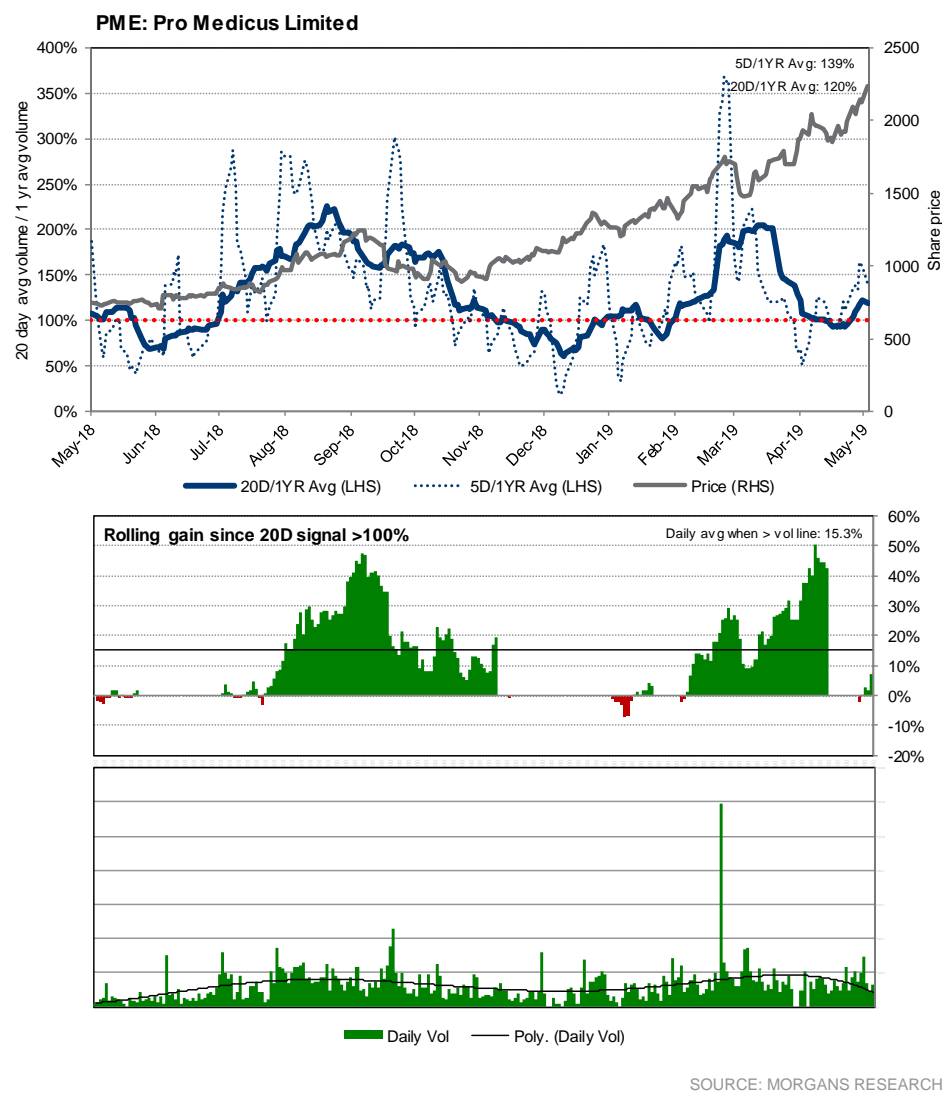 PME: Pro Medicus Limited
400%
350%
300%
250%
200%
150%
100%
50%
0%
20 day avg volume / 1 yr avg volume
5D/1YR Avg: 139%
20D/1YR Avg: 120%
2500
2000
1500
1000
500
0
Share price
May-18
Jun-18
Jul-18
Aug-18
Sep-18
Oct-18
Nov-18
Dec-18
Jan-19
Feb-19
Mar-19
Apr-19
May-19
20D/1YR Avg (LHS)
5D/1YR Avg (LHS)
Price (RHS)
Rolling gain since 20D signal >100%
Daily avg when > vol line: 15.3%
60%
50%
40%
30%
20%
10%
0%
-10%
-20%
Daily Vol
Poly. (Daily Vol)
SOURCE: MORGANS RESEARCH